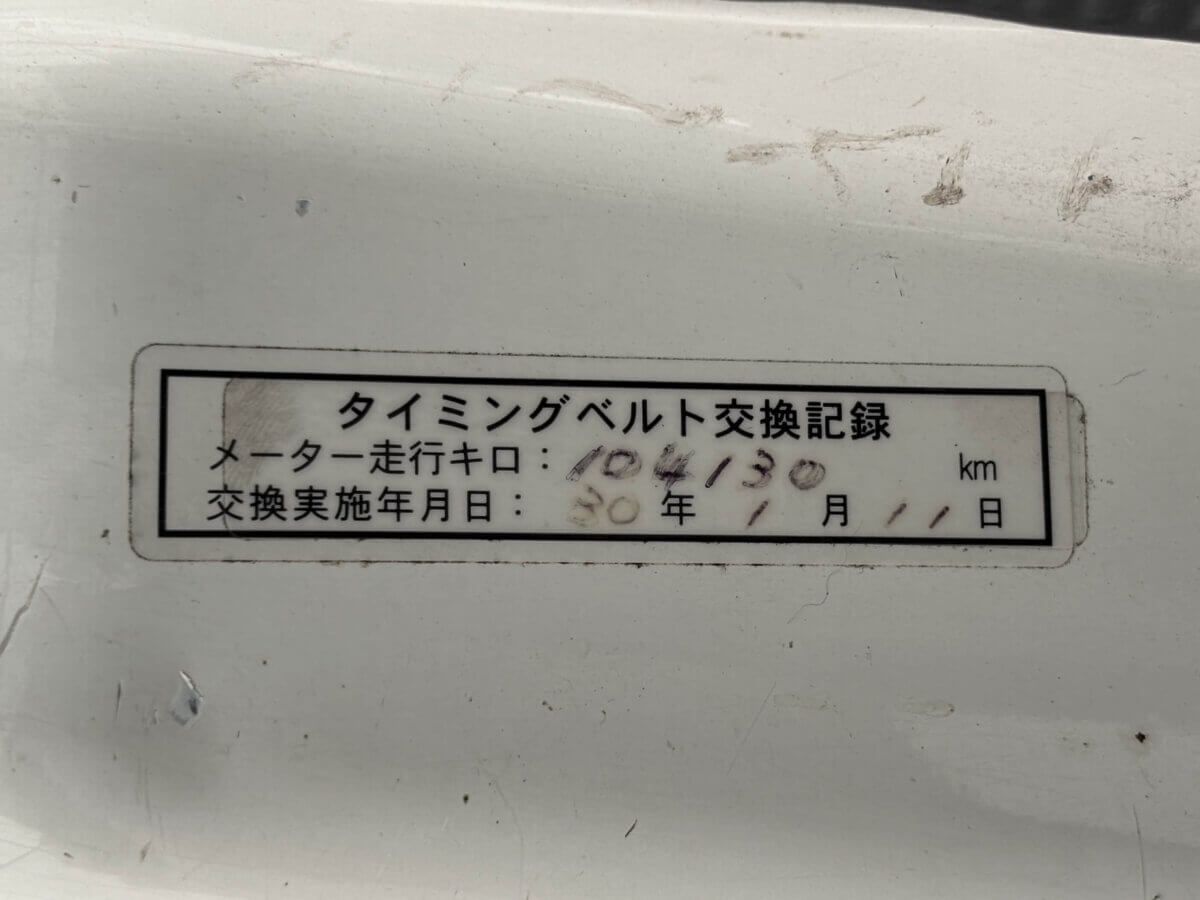 タイミングベルト交換記録
メーター走行キロ: 104130 km
交換実施年月日: 30 年 1 月 11 日